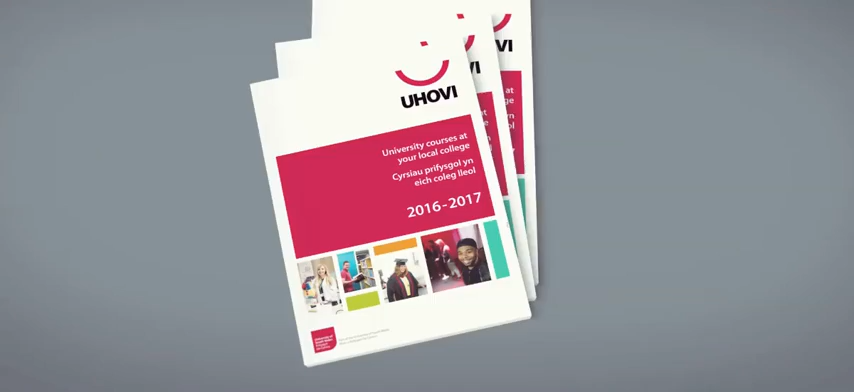 UHOVI
University courses at
your local college
Cyrsiau prifysgol yn
eich coleg lleol
2016-2017